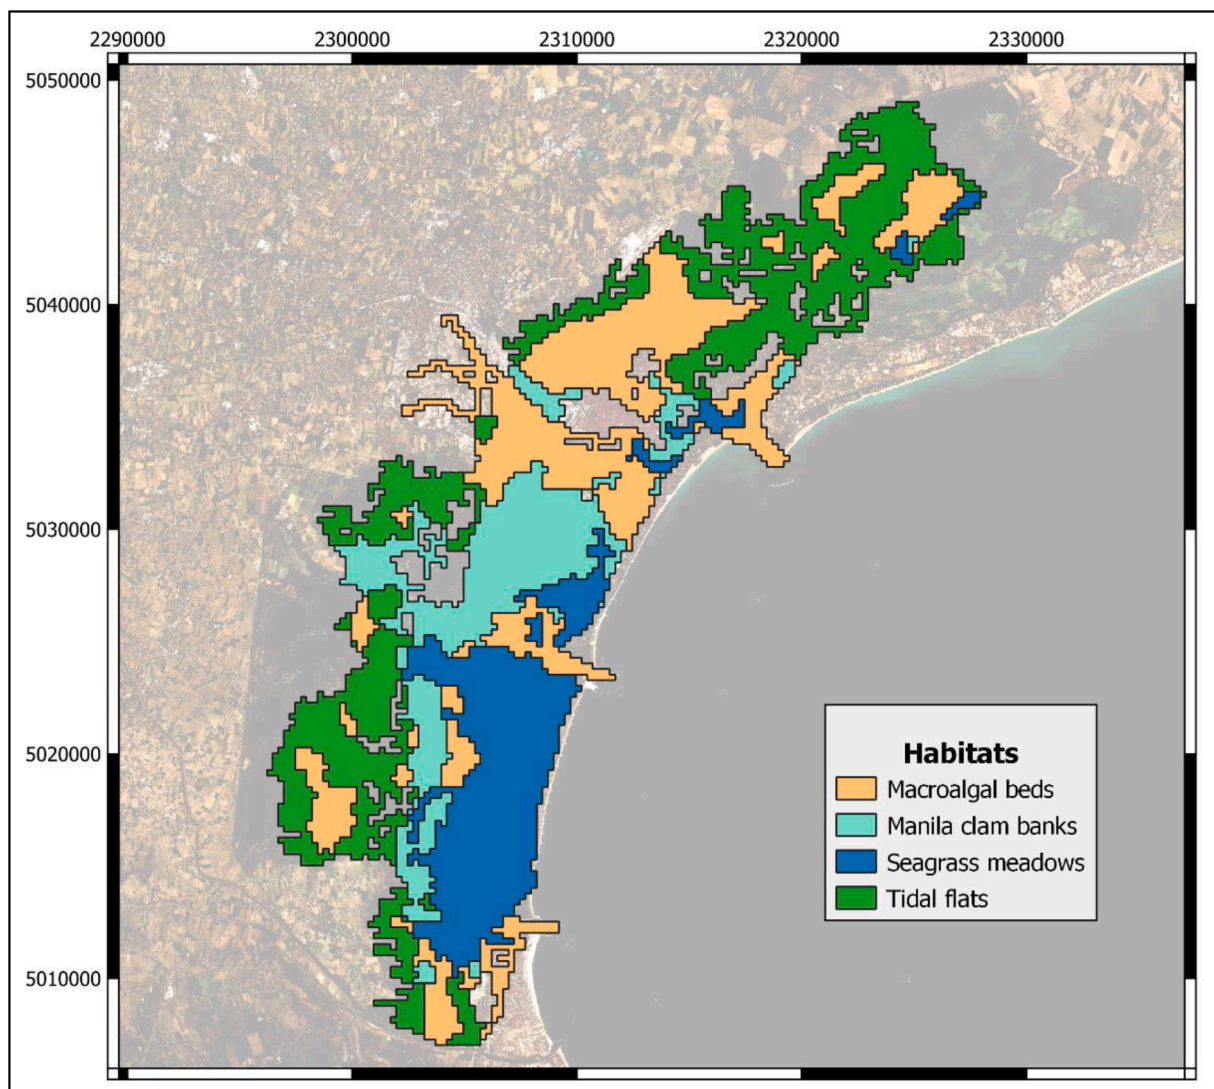 2290000 2300000 2310000 2320000 2330000
5050000
5040000
5030000
5020000
5010000
Habitats
Macroalgal beds
Manila clam banks
Seagrass meadows
Tidal flats